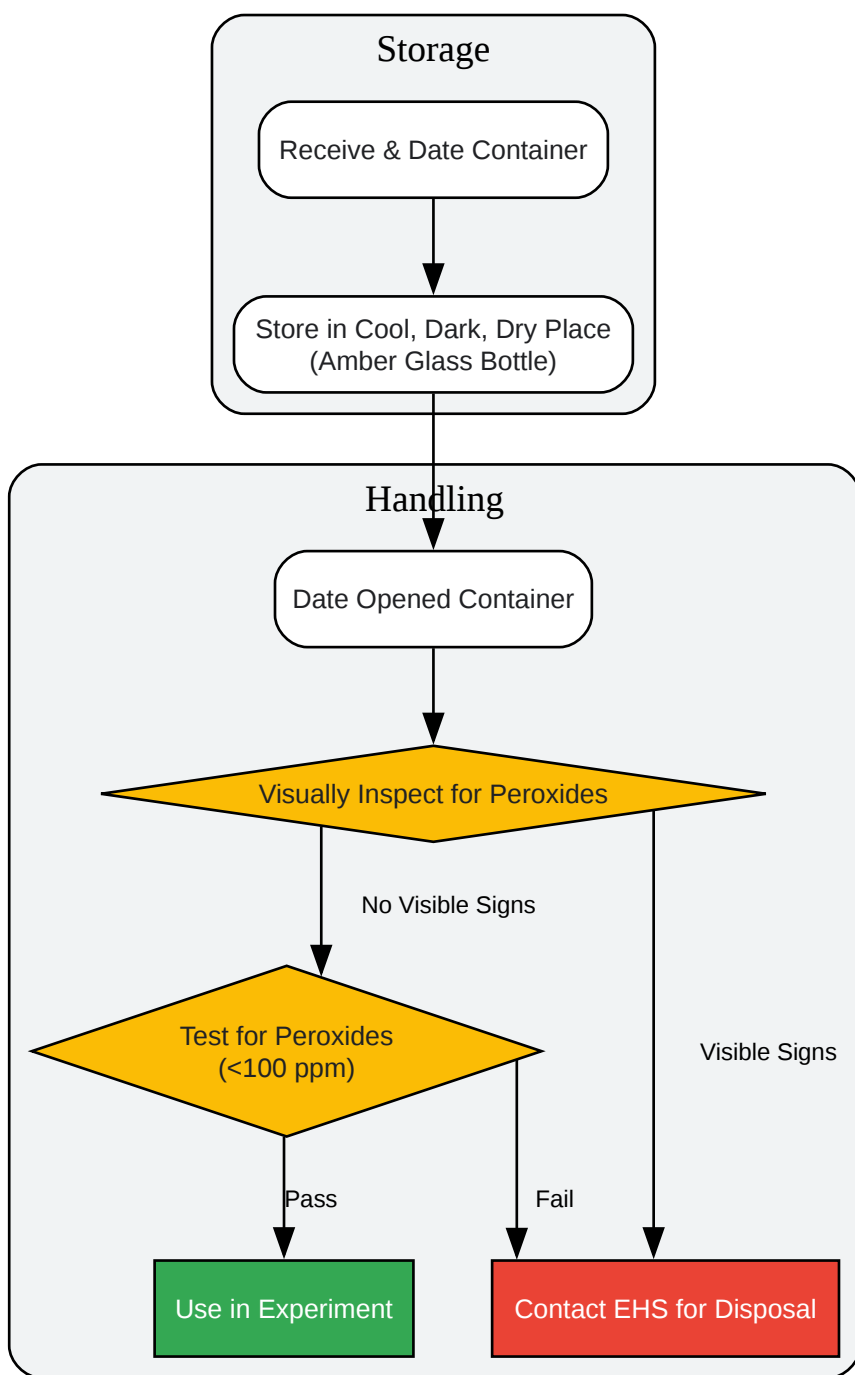 Storage
Receive & Date Container
Store in Cool, Dark, Dry Place
(Amber Glass Bottle)
Handling
Date Opened Container
Visually Inspect for Peroxides
No Visible Signs
Test for Peroxides
(<100 ppm)
Visible Signs
Pass
Fail
Use in Experiment
Contact EHS for Disposal